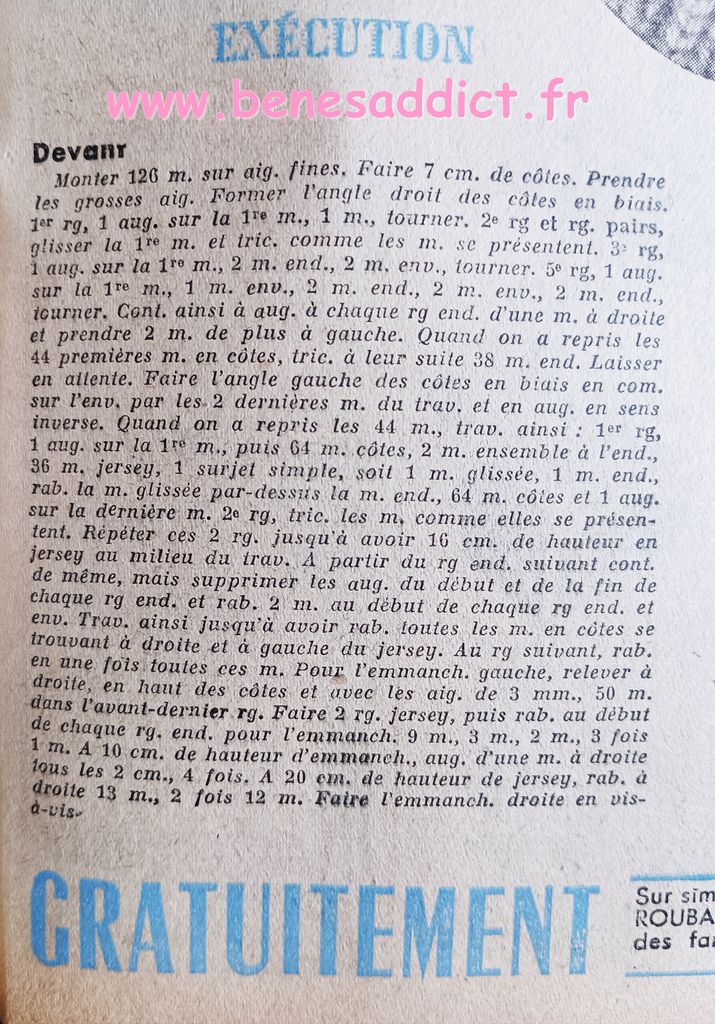 EXÉCUTION
www.benesaddict.fr
Devant
Monter 126 m. sur aig. fines. Faire 7 cm. de côtes. Prendre
les grosses aig. Former l'angle droit des côtes en biais.
1er rg, 1 aug. sur la 1re m., 1 m., tourner. 2e rg et rg. pairs,
glisser la 1re m. et tric. comme les m. se présentent. 3e rg,
1 aug. sur la 1re m., 2 m. end., 2 m. env., tourner. 5e rg, 1 aug.
sur la 1re m., 1 m. env., 2 m. end., 2 m. env., 2 m. end.,
tourner. Cont. ainsi à aug. à chaque rg end. d'une m. à droite
et prendre 2 m. de plus à gauche. Quand on a repris les
44 premières m. en côtes, tric. à leur suite 38 m. end. Laisser
en attente. Faire l'angle gauche des côtes en biais en com.
sur l'env. par les 2 dernières m. du trav. et en aug. en sens
inverse. Quand on a repris les 44 m., trav. ainsi : 1er rg,
1 aug. sur la 1re m., puis 64 m. côtes, 2 m. ensemble à l'end.,
36 m. jersey, 1 surjet simple, soit 1 m. glissée, 1 m. end.,
rab. la m. glissée par-dessus la m. end., 64 m. côtes et 1 aug.
sur la dernière m. 2e rg, tric. les m. comme elles se présen-
tent. Répéter ces 2 rg. jusqu'à avoir 16 cm. de hauteur en
jersey au milieu du trav. A partir du rg end. suivant cont.
de même, mais supprimer les aug. du début et de la fin de
chaque rg end. et rab. 2 m. au début de chaque rg end. et
env. Trav. ainsi jusqu'à avoir rab. toutes les m. en côtes se
trouvant à droite et à gauche du jersey. Au rg suivant, rab.
en une fois toutes ces m. Pour l'emmanch. gauche, relever à
droite, en haut des côtes et avec les aig. de 3 mm., 50 m.
dans l'avant-dernier rg. Faire 2 rg. jersey, puis rab. au début
de chaque rg. end. pour l'emmanch. 9 m., 3 m., 2 m., 3 fois
1 m. A 10 cm. de hauteur d'emmanch., aug. d'une m. à droite
tous les 2 cm., 4 fois. A 20 cm. de hauteur de jersey, rab. à
droite 13 m., 2 fois 12 m. Faire l'emmanch. droite en vis-
à-vis.
GRATUITEMENT
Sur sim
ROUBA
des fa